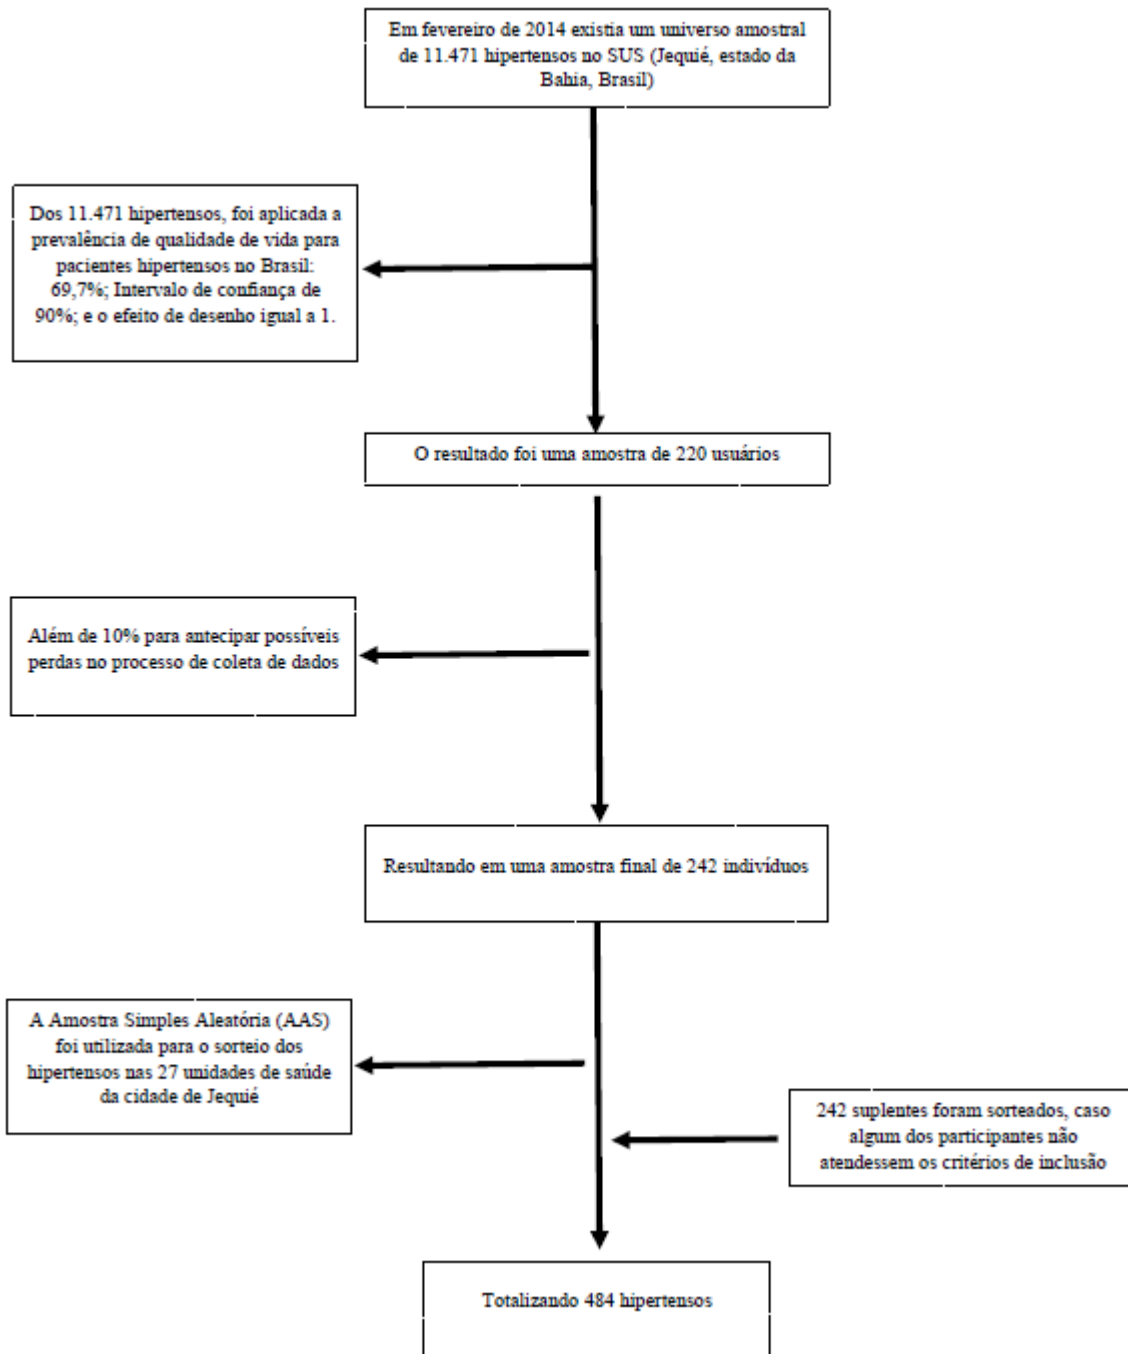 Em fevereiro de 2014 existia um universo amostral
de 11.471 hipertensos no SUS (Jequié, estado da
Bahia, Brasil)
Dos 11.471 hipertensos, foi aplicada a
prevalência de qualidade de vida para
pacientes hipertensos no Brasil:
69,7%; Intervalo de confiança de
90%; e o efeito de desenho igual a 1.
O resultado foi uma amostra de 220 usuários
Além de 10% para antecipar possíveis
perdas no processo de coleta de dados
Resultando em uma amostra final de 242 indivíduos
A Amostra Simples Aleatória (AAS)
foi utilizada para o sorteio dos
hipertensos nas 27 unidades de saúde
da cidade de Jequié
242 suplentes foram sorteados, caso
algum dos participantes não
atendessem os critérios de inclusão
Totalizando 484 hipertensos